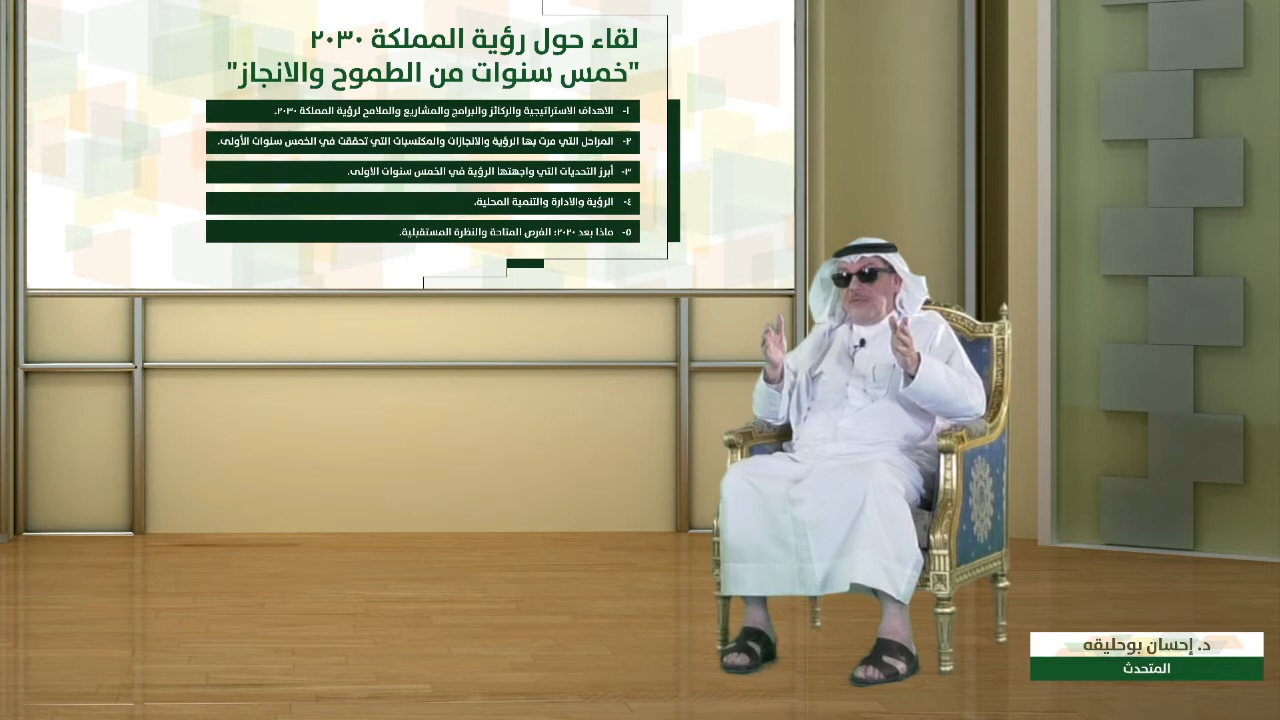 لقاء حول رؤية المملكة ٢٠٣٠
"خمس سنوات من الطموح والانجاز"
١- الاهداف الاستراتيجية والركائز والبرامج والمشاريع والملامح لرؤية المملكة ٢٠٣٠.
٢- المراحل التي مرت بها الرؤية والانجازات والمكتسبات التي تحققت في الخمس سنوات الأولى.
٣- أبرز التحديات التي واجهتها الرؤية في الخمس سنوات الاولى.
٤- الرؤية والادارة والتنمية المحلية.
٥- ماذا بعد ٢٠٢٠: الفرص المتاحة والنظرة المستقبلية.
د. إحسان بوحليقه
المتحدث